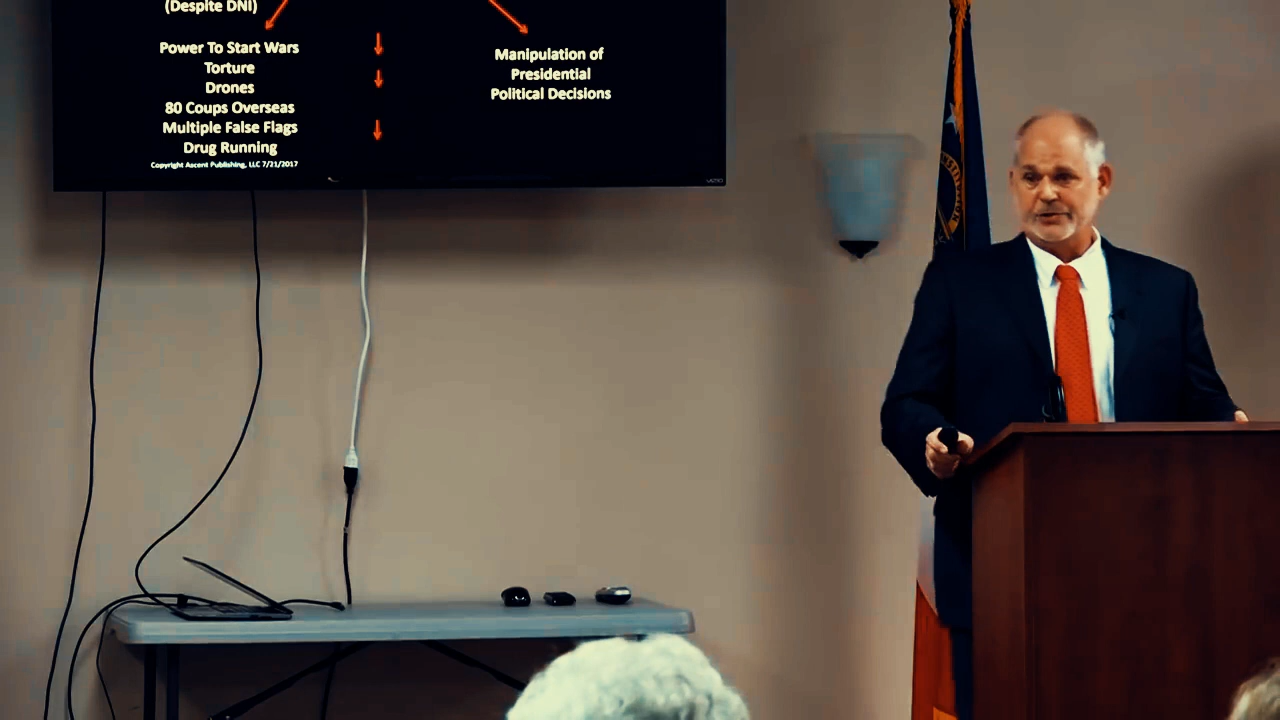 (Despite DNI)
Power To Start Wars
Torture
Drones
80 Coups Overseas
Multiple False Flags
Drug Running
Copyright Ascent Publishing, LLC 7/21/2017
Manipulation of
Presidential
Political Decisions
VIZIO